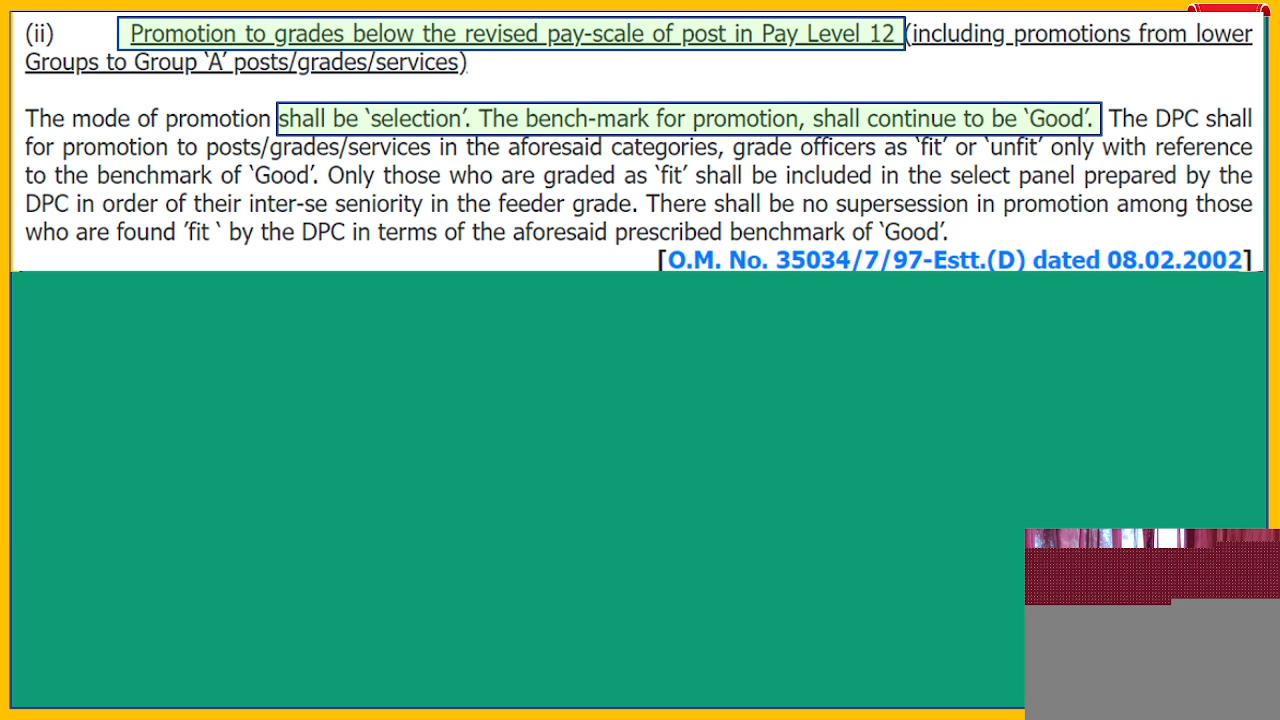 (ii) Promotion to grades below the revised pay-scale of post in Pay Level 12 (including promotions from lower
Groups to Group ‘A’ posts/grades/services)
The mode of promotion shall be ‘selection’. The bench-mark for promotion, shall continue to be ‘Good’. The DPC shall
for promotion to posts/grades/services in the aforesaid categories, grade officers as ‘fit’ or ‘unfit’ only with reference
to the benchmark of ‘Good’. Only those who are graded as ‘fit’ shall be included in the select panel prepared by the
DPC in order of their inter-se seniority in the feeder grade. There shall be no supersession in promotion among those
who are found ’fit ‘ by the DPC in terms of the aforesaid prescribed benchmark of ‘Good’.
[O.M. No. 35034/7/97-Estt.(D) dated 08.02.2002]